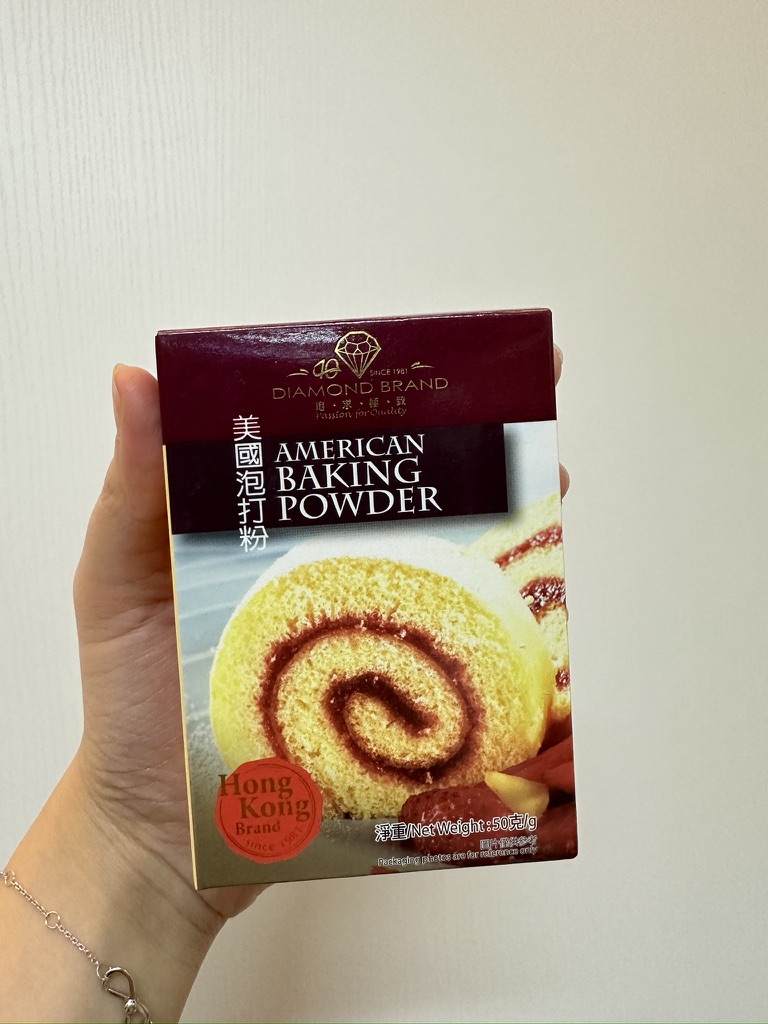 SINCE 1981
DIAMOND BRAND
追・求・極・致
Passion for Quality
美國泡打粉
AMERICAN
BAKING
POWDER
Hong
Kong
Brand
since 1981
淨重/Net Weight:50克/g
圖片僅供參考
Packaging photos are for reference only